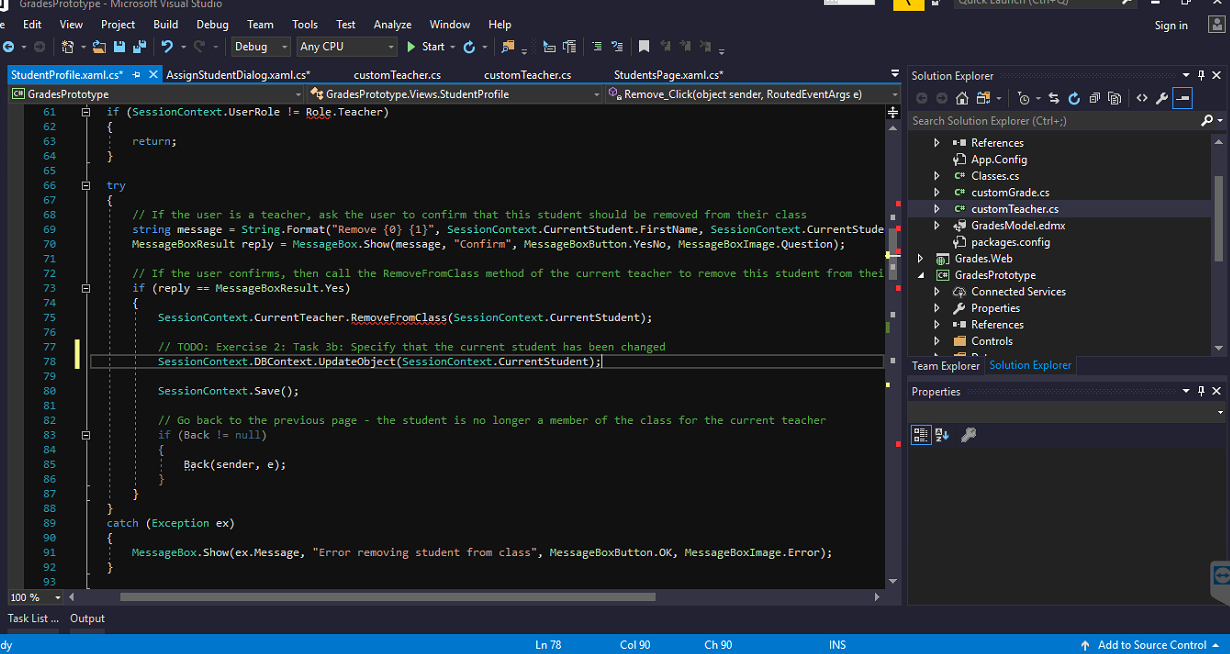 GradesPrototype - Microsoft Visual Studio
Quick Launch (Ctrl+Q)
Edit View Project Build Debug Team Tools Test Analyze Window Help
Sign in
Debug Any CPU Start
StudentProfile.xaml.cs* AssignStudentDialog.xaml.cs* customTeacher.cs customTeacher.cs StudentsPage.xaml.cs*
GradesPrototype GradesPrototype.Views.StudentProfile Remove_Click(object sender, RoutedEventArgs e)
61 if (SessionContext.UserRole != Role.Teacher)
62 {
63 return;
64 }
65
66 try
67 {
68 // If the user is a teacher, ask the user to confirm that this student should be removed from their class
69 string message = String.Format("Remove {0} {1}", SessionContext.CurrentStudent.FirstName, SessionContext.CurrentStude
70 MessageBoxResult reply = MessageBox.Show(message, "Confirm", MessageBoxButton.YesNo, MessageBoxImage.Question);
71
72 // If the user confirms, then call the RemoveFromClass method of the current teacher to remove this student from thei
73 if (reply == MessageBoxResult.Yes)
74 {
75 SessionContext.CurrentTeacher.RemoveFromClass(SessionContext.CurrentStudent);
76
77 // TODO: Exercise 2: Task 3b: Specify that the current student has been changed
78 SessionContext.DBContext.UpdateObject(SessionContext.CurrentStudent);
79
80 SessionContext.Save();
81
82 // Go back to the previous page - the student is no longer a member of the class for the current teacher
83 if (Back != null)
84 {
85 Back(sender, e);
86 }
87 }
88 }
89 catch (Exception ex)
90 {
91 MessageBox.Show(ex.Message, "Error removing student from class", MessageBoxButton.OK, MessageBoxImage.Error);
92 }
93
100 %
Solution Explorer
Search Solution Explorer (Ctrl+;)
References
App.Config
Classes.cs
customGrade.cs
customTeacher.cs
GradesModel.edmx
packages.config
Grades.Web
GradesPrototype
Connected Services
Properties
References
Controls
Team Explorer Solution Explorer
Properties
Task List ... Output
dy Ln 78 Col 90 Ch 90 INS Add to Source Control